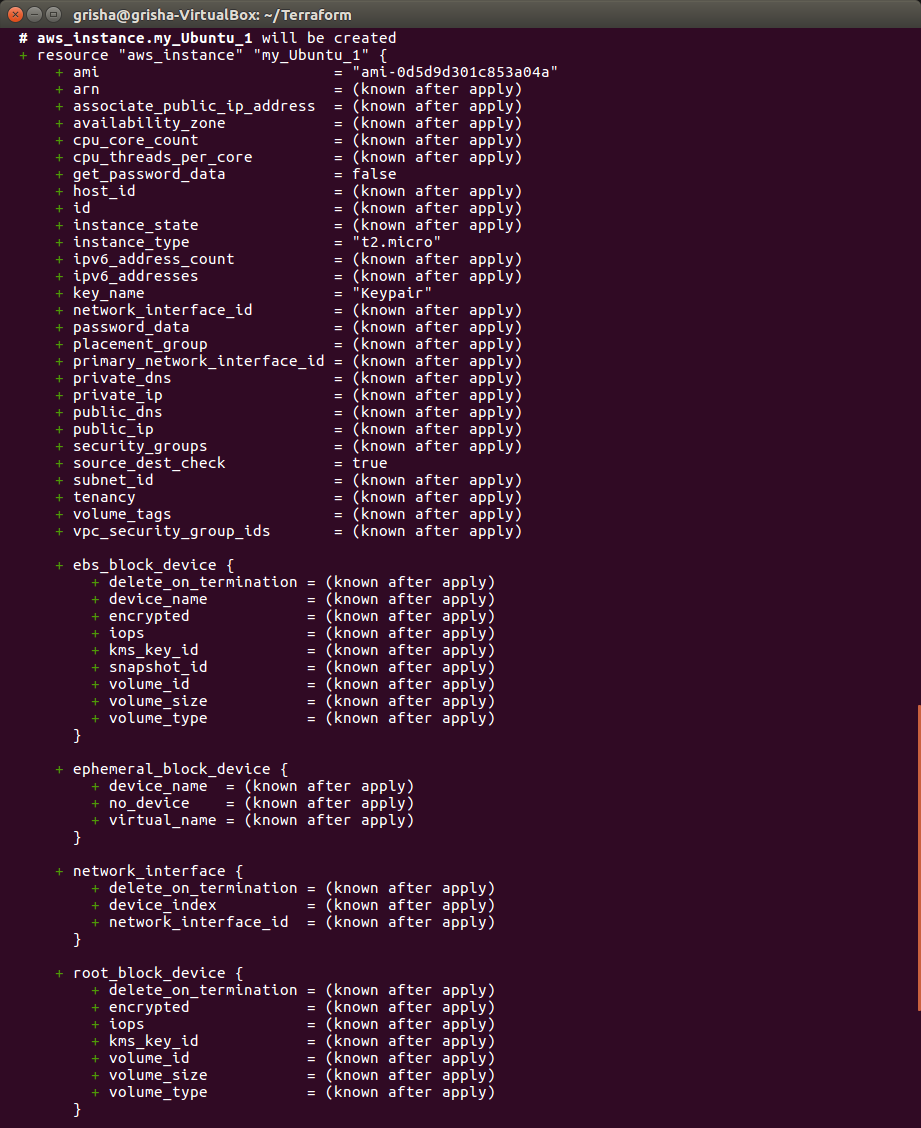 grisha@grisha-VirtualBox: ~/Terraform
# aws_instance.my_Ubuntu_1 will be created
+ resource "aws_instance" "my_Ubuntu_1" {
+ ami = "ami-0d5d9d301c853a04a"
+ arn = (known after apply)
+ associate_public_ip_address = (known after apply)
+ availability_zone = (known after apply)
+ cpu_core_count = (known after apply)
+ cpu_threads_per_core = (known after apply)
+ get_password_data = false
+ host_id = (known after apply)
+ id = (known after apply)
+ instance_state = (known after apply)
+ instance_type = "t2.micro"
+ ipv6_address_count = (known after apply)
+ ipv6_addresses = (known after apply)
+ key_name = "Keypair"
+ network_interface_id = (known after apply)
+ password_data = (known after apply)
+ placement_group = (known after apply)
+ primary_network_interface_id = (known after apply)
+ private_dns = (known after apply)
+ private_ip = (known after apply)
+ public_dns = (known after apply)
+ public_ip = (known after apply)
+ security_groups = (known after apply)
+ source_dest_check = true
+ subnet_id = (known after apply)
+ tenancy = (known after apply)
+ volume_tags = (known after apply)
+ vpc_security_group_ids = (known after apply)
+ ebs_block_device {
+ delete_on_termination = (known after apply)
+ device_name = (known after apply)
+ encrypted = (known after apply)
+ iops = (known after apply)
+ kms_key_id = (known after apply)
+ snapshot_id = (known after apply)
+ volume_id = (known after apply)
+ volume_size = (known after apply)
+ volume_type = (known after apply)
}
+ ephemeral_block_device {
+ device_name = (known after apply)
+ no_device = (known after apply)
+ virtual_name = (known after apply)
}
+ network_interface {
+ delete_on_termination = (known after apply)
+ device_index = (known after apply)
+ network_interface_id = (known after apply)
}
+ root_block_device {
+ delete_on_termination = (known after apply)
+ encrypted = (known after apply)
+ iops = (known after apply)
+ kms_key_id = (known after apply)
+ volume_id = (known after apply)
+ volume_size = (known after apply)
+ volume_type = (known after apply)
}